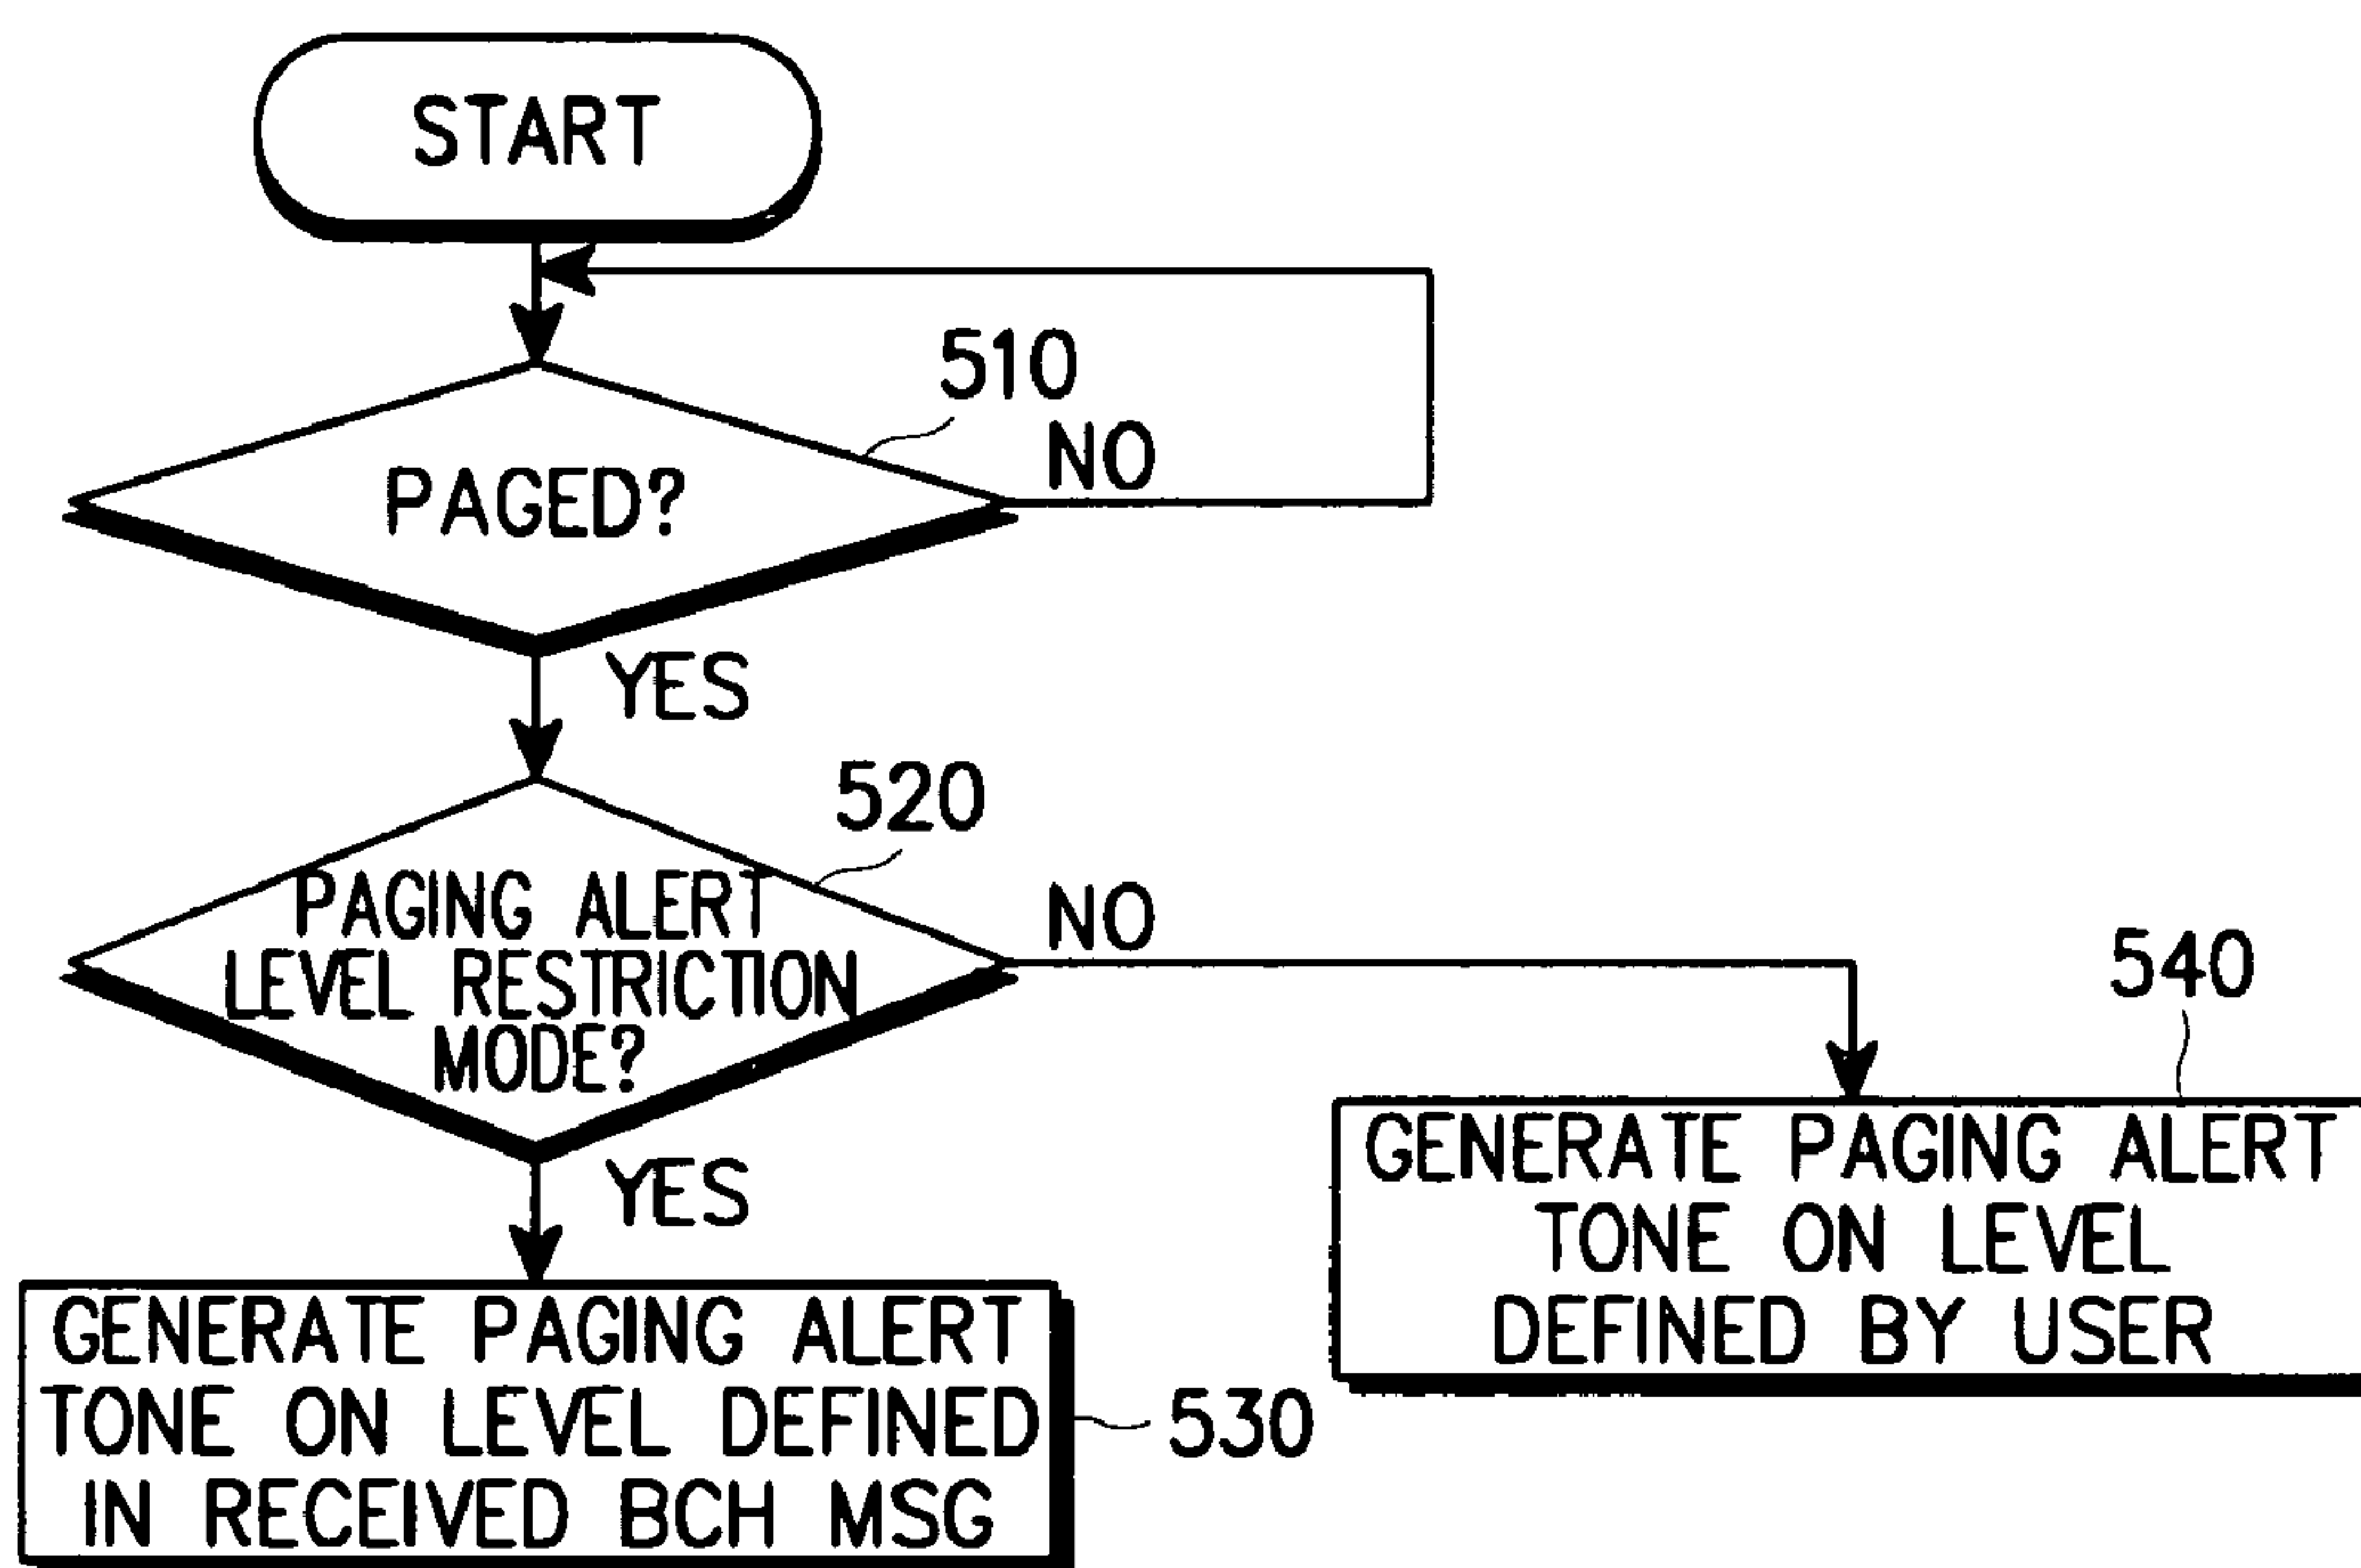 START
510
NO
PAGED?
YES
520
PAGING ALERT
LEVEL RESTRICTION
MODE?
NO
YES
540
GENERATE PAGING ALERT
TONE ON LEVEL
DEFINED BY USER
GENERATE PAGING ALERT
TONE ON LEVEL DEFINED
IN RECEIVED BCH MSG
530